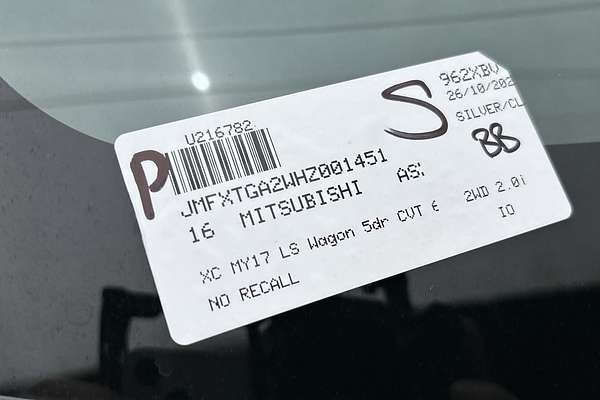 P
U216782
S
962XBV
26/10/202
JMFXTGA2WHZ001451
SILVER/CL
16 MITSUBISHI
BB
XC MY17 LS Wagon 5dr CVT 6 2WD 2.0i
NO RECALL
IO